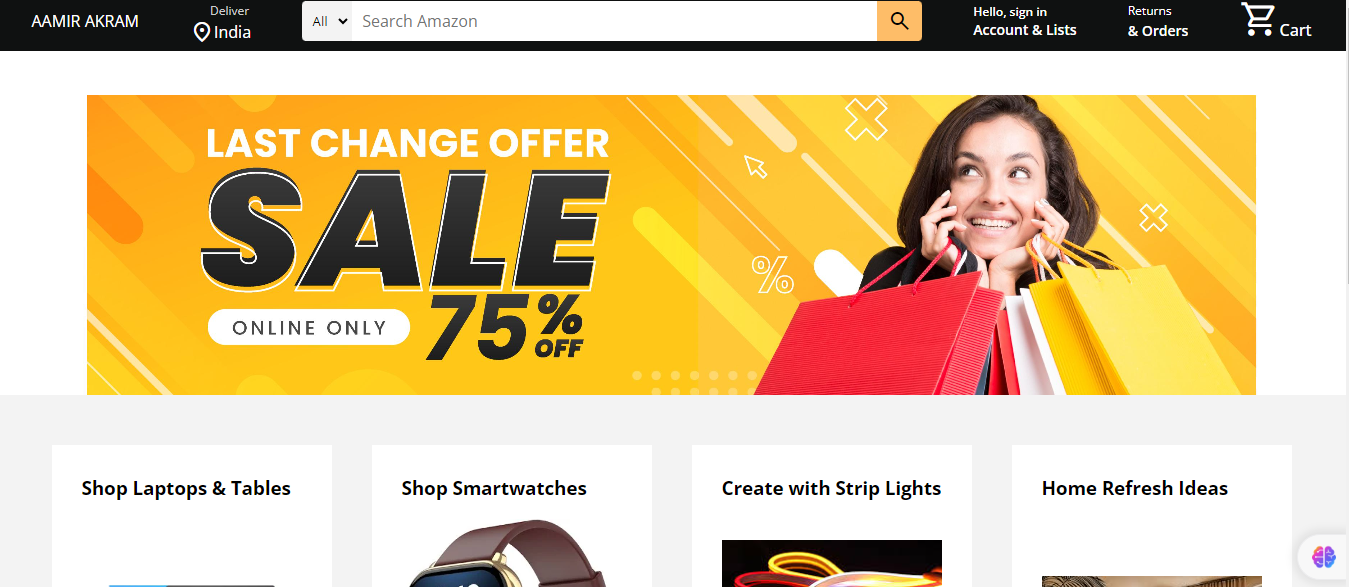 AAMIR AKRAM
Deliver
India
All
Search Amazon
Hello, sign in
Account & Lists
Returns
& Orders
Cart
LAST CHANGE OFFER
SALE
ONLINE ONLY
75%
OFF
%
Shop Laptops & Tables
Shop Smartwatches
Create with Strip Lights
Home Refresh Ideas